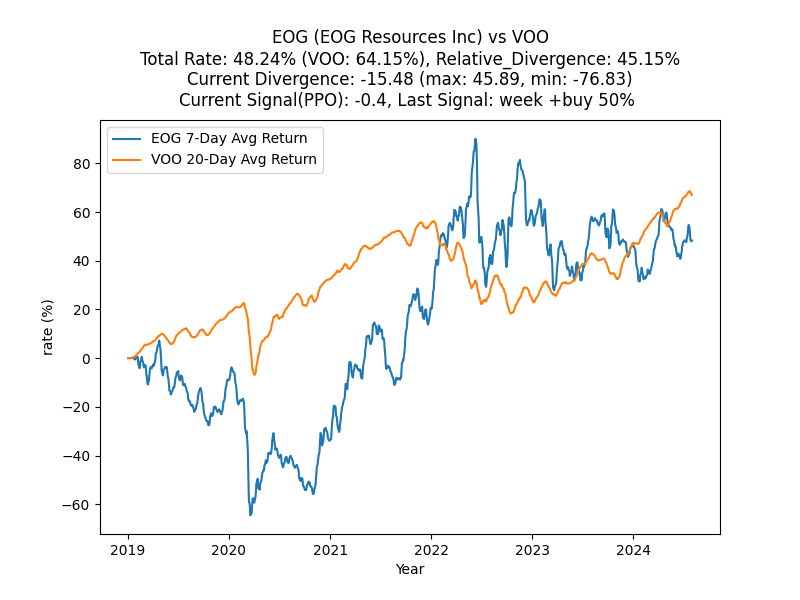 EOG (EOG Resources Inc) vs VOO
Total Rate: 48.24% (VOO: 64.15%), Relative_Divergence: 45.15%
Current Divergence: -15.48 (max: 45.89, min: -76.83)
Current Signal(PPO): -0.4, Last Signal: week +buy 50%
EOG 7-Day Avg Return
VOO 20-Day Avg Return
80
60
40
20
0
−20
−40
−60
rate (%)
2019
2020
2021
2022
2023
2024
Year